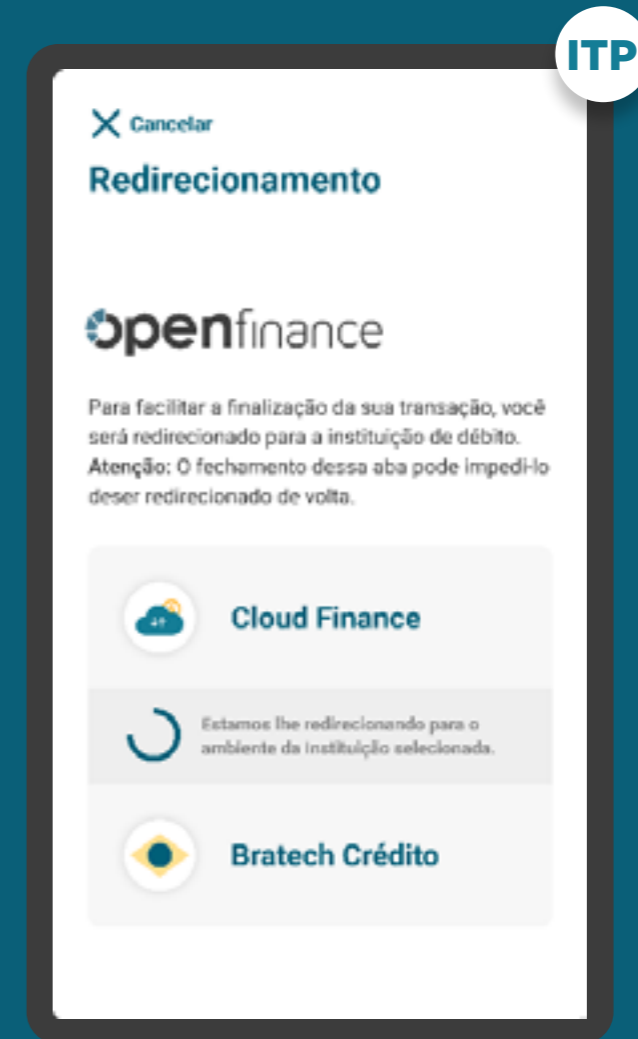 ITP
Cancelar
Redirecionamento
openfinance
Para facilitar a finalização da sua transação, você
será redirecionado para a instituição de débito.
Atenção: O fechamento dessa aba pode impedi-lo
deser redirecionado de volta.
Cloud Finance
Estamos lhe redirecionando para o
ambiente da instituição selecionada.
Bratech Crédito